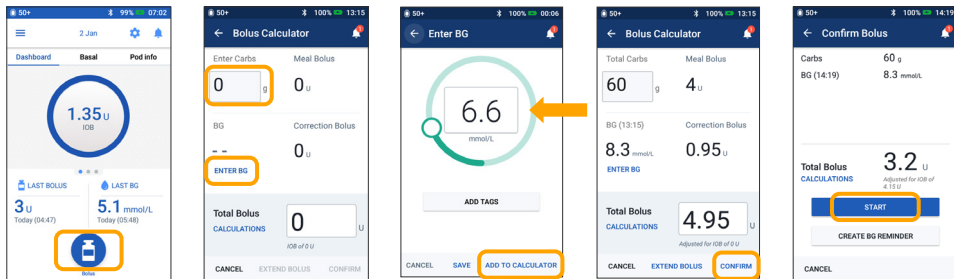 50+ 99% 07:02
2 Jan
Dashboard Basal Pod info
1.35 U
IOB
LAST BOLUS LAST BG
3 U 5.1 mmol/L
Today (04:47) Today (05:48)
Bolus
50+ 100% 13:15
Bolus Calculator
Enter Carbs Meal Bolus
0 g 0 U
BG Correction Bolus
- - 0 U
ENTER BG
Total Bolus
CALCULATIONS 0 U
IOB of 0 U
CANCEL EXTEND BOLUS CONFIRM
50+ 100% 00:06
Enter BG
6.6
mmol/L
ADD TAGS
CANCEL SAVE ADD TO CALCULATOR
50+ 100% 13:15
Bolus Calculator
Total Carbs Meal Bolus
60 g 4 U
BG (13:15) Correction Bolus
8.3 mmol/L 0.95 U
ENTER BG
Total Bolus
CALCULATIONS 4.95 U
Adjusted for IOB of 0 U
CANCEL EXTEND BOLUS CONFIRM
50+ 100% 14:19
Confirm Bolus
Carbs 60 g
BG (14:19) 8.3 mmol/L
Total Bolus 3.2 U
CALCULATIONS Adjusted for IOB of
4.15 U
START
CREATE BG REMINDER
CANCEL